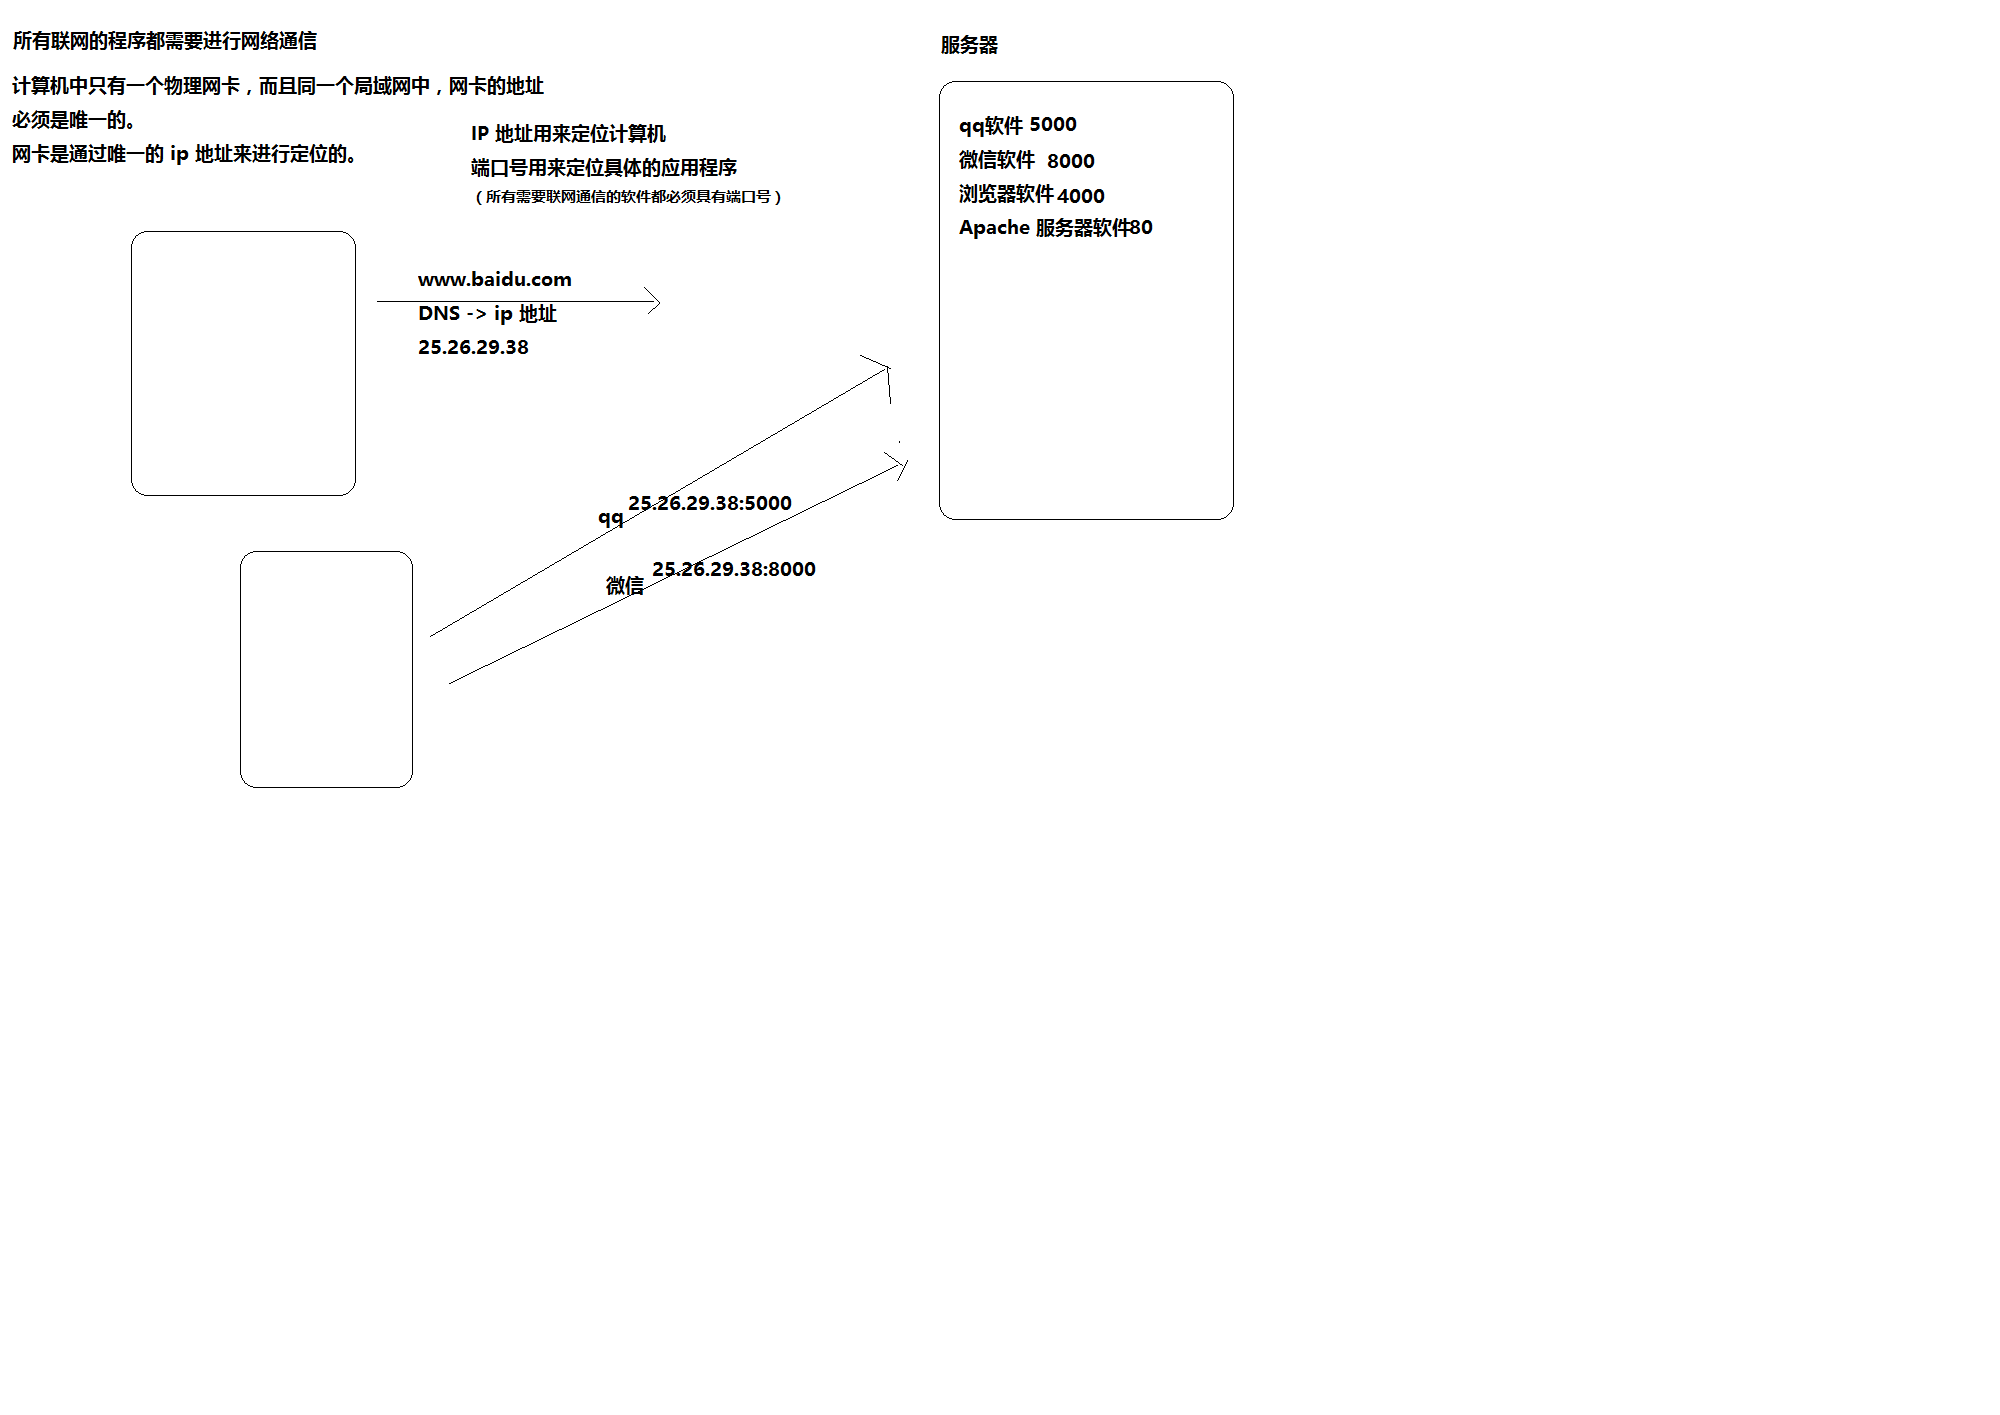 所有联网的程序都需要进行网络通信
计算机中只有一个物理网卡，而且同一个局域网中，网卡的地址
必须是唯一的。
网卡是通过唯一的 ip 地址来进行定位的。
IP 地址用来定位计算机
端口号用来定位具体的应用程序
（所有需要联网通信的软件都必须具有端口号）
服务器
qq软件 5000
微信软件 8000
浏览器软件4000
Apache 服务器软件80
www.baidu.com
DNS -> ip 地址
25.26.29.38
qq 25.26.29.38:5000
微信 25.26.29.38:8000